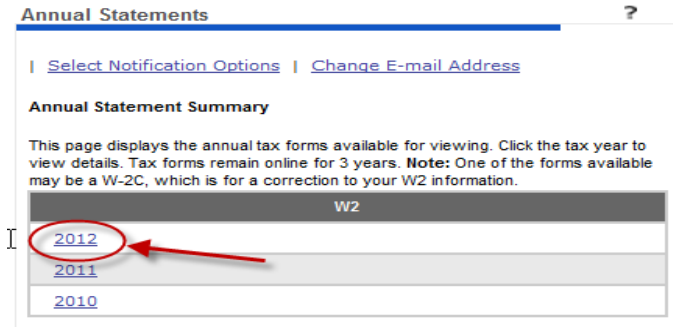 Annual Statements ?
| Select Notification Options | Change E-mail Address
Annual Statement Summary
This page displays the annual tax forms available for viewing. Click the tax year to
view details. Tax forms remain online for 3 years. Note: One of the forms available
may be a W-2C, which is for a correction to your W2 information.
W2
2012
2011
2010